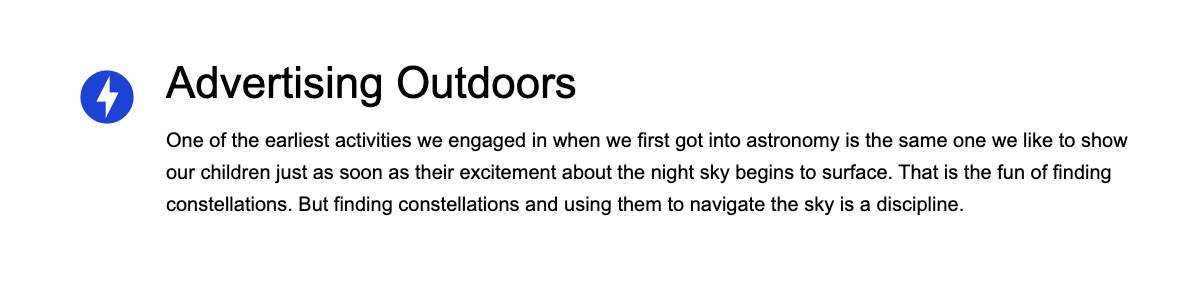 Advertising Outdoors
One of the earliest activities we engaged in when we first got into astronomy is the same one we like to show
our children just as soon as their excitement about the night sky begins to surface. That is the fun of finding
constellations. But finding constellations and using them to navigate the sky is a discipline.